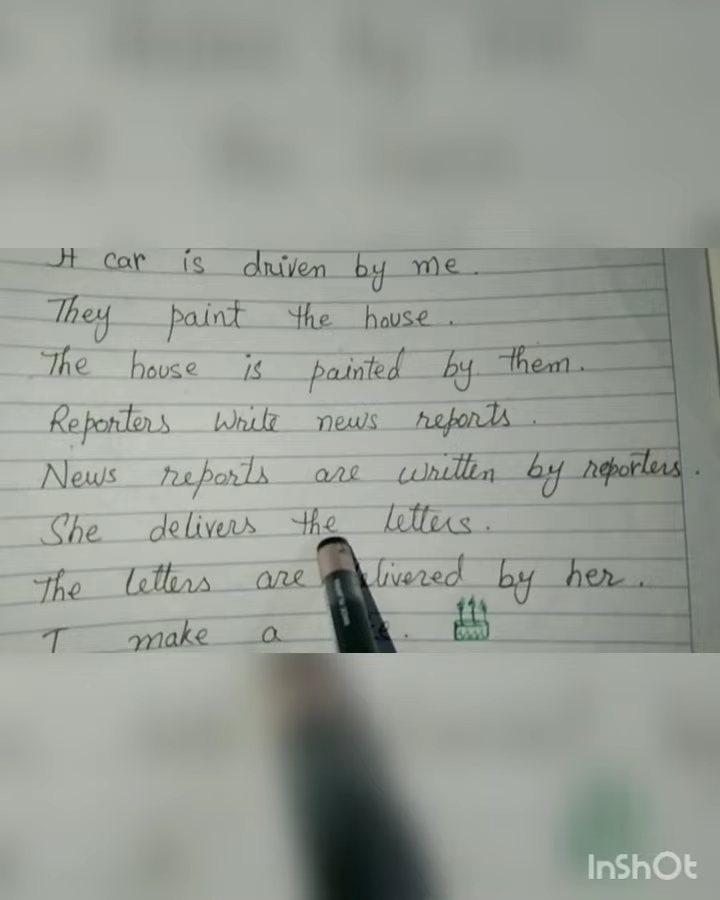 A car is driven by me.
They paint the house.
The house is painted by them.
Reporters write news reports.
News reports are written by reporters.
She delivers the letters.
The letters are delivered by her.
I make a
InShOt